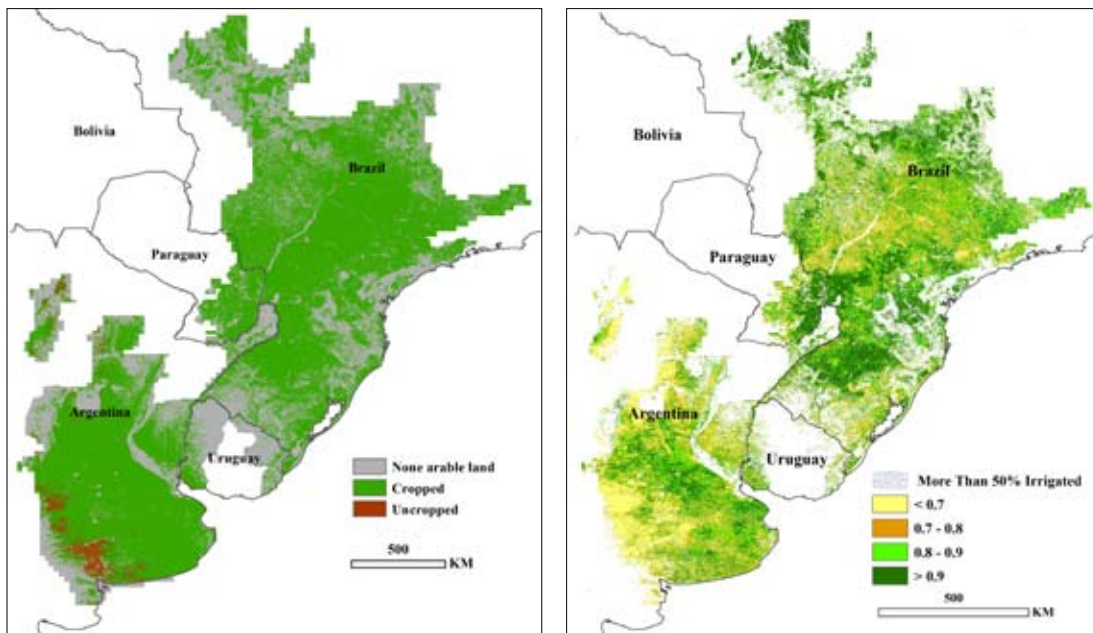 Bolivia
Brazil
Paraguay
Argentina
Uruguay
None arable land
Cropped
Uncropped
500
KM
Bolivia
Brazil
Paraguay
Argentina
Uruguay
More Than 50% Irrigated
< 0.7
0.7 - 0.8
0.8 - 0.9
> 0.9
500
KM